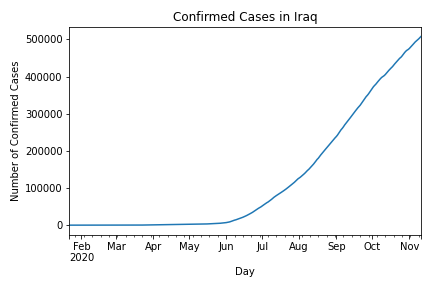 Confirmed Cases in Iraq
Number of Confirmed Cases
500000
400000
300000
200000
100000
0
Feb Mar Apr May Jun Jul Aug Sep Oct Nov
2020
Day